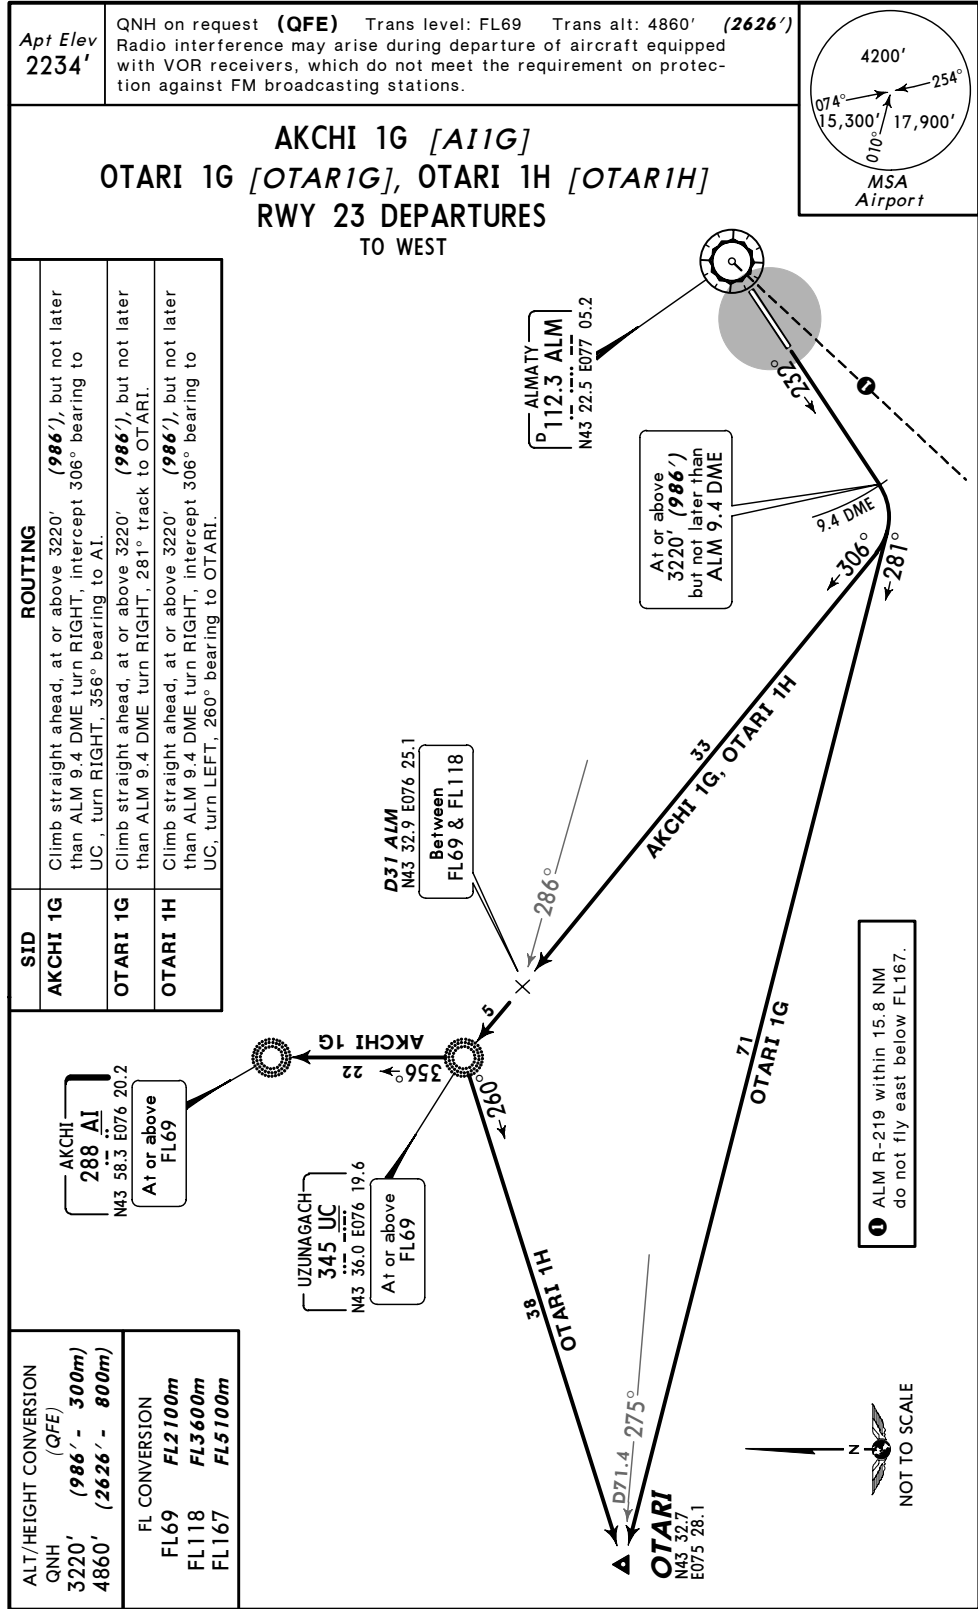 Apt Elev
2234'
QNH on request (QFE) Trans level: FL69 Trans alt: 4860' (2626')
Radio interference may arise during departure of aircraft equipped
with VOR receivers, which do not meet the requirement on protec-
tion against FM broadcasting stations.
4200'
074°
254°
15,300'
17,900'
010°
MSA
Airport
AKCHI 1G [AI1G]
OTARI 1G [OTAR1G], OTARI 1H [OTAR1H]
RWY 23 DEPARTURES
TO WEST
SID ROUTING
AKCHI 1G
Climb straight ahead, at or above 3220' (986'), but not later
than ALM 9.4 DME turn RIGHT, intercept 306° bearing to
UC, turn RIGHT, 356° bearing to AI.
OTARI 1G
Climb straight ahead, at or above 3220' (986'), but not later
than ALM 9.4 DME turn RIGHT, 281° track to OTARI.
OTARI 1H
Climb straight ahead, at or above 3220' (986'), but not later
than ALM 9.4 DME turn RIGHT, intercept 306° bearing to
UC, turn LEFT, 260° bearing to OTARI.
ALMATY
D 112.3 ALM
N43 22.5 E077 05.2
232°
1
At or above
3220' (986')
but not later than
ALM 9.4 DME
9.4 DME
306°
281°
33
AKCHI 1G, OTARI 1H
D31 ALM
N43 32.9 E076 25.1
Between
FL69 & FL118
286°
5
AKCHI 1G
22
356°
260°
AKCHI
288 AI
N43 58.3 E076 20.2
At or above
FL69
UZUNAGACH
345 UC
N43 36.0 E076 19.6
At or above
FL69
38
OTARI 1H
71
OTARI 1G
1 ALM R-219 within 15.8 NM
do not fly east below FL167.
D71.4
275°
OTARI
N43 32.7
E075 28.1
N
NOT TO SCALE
ALT/HEIGHT CONVERSION
QNH (QFE)
3220' (986' - 300m)
4860' (2626' - 800m)
FL CONVERSION
FL69 FL2100m
FL118 FL3600m
FL167 FL5100m